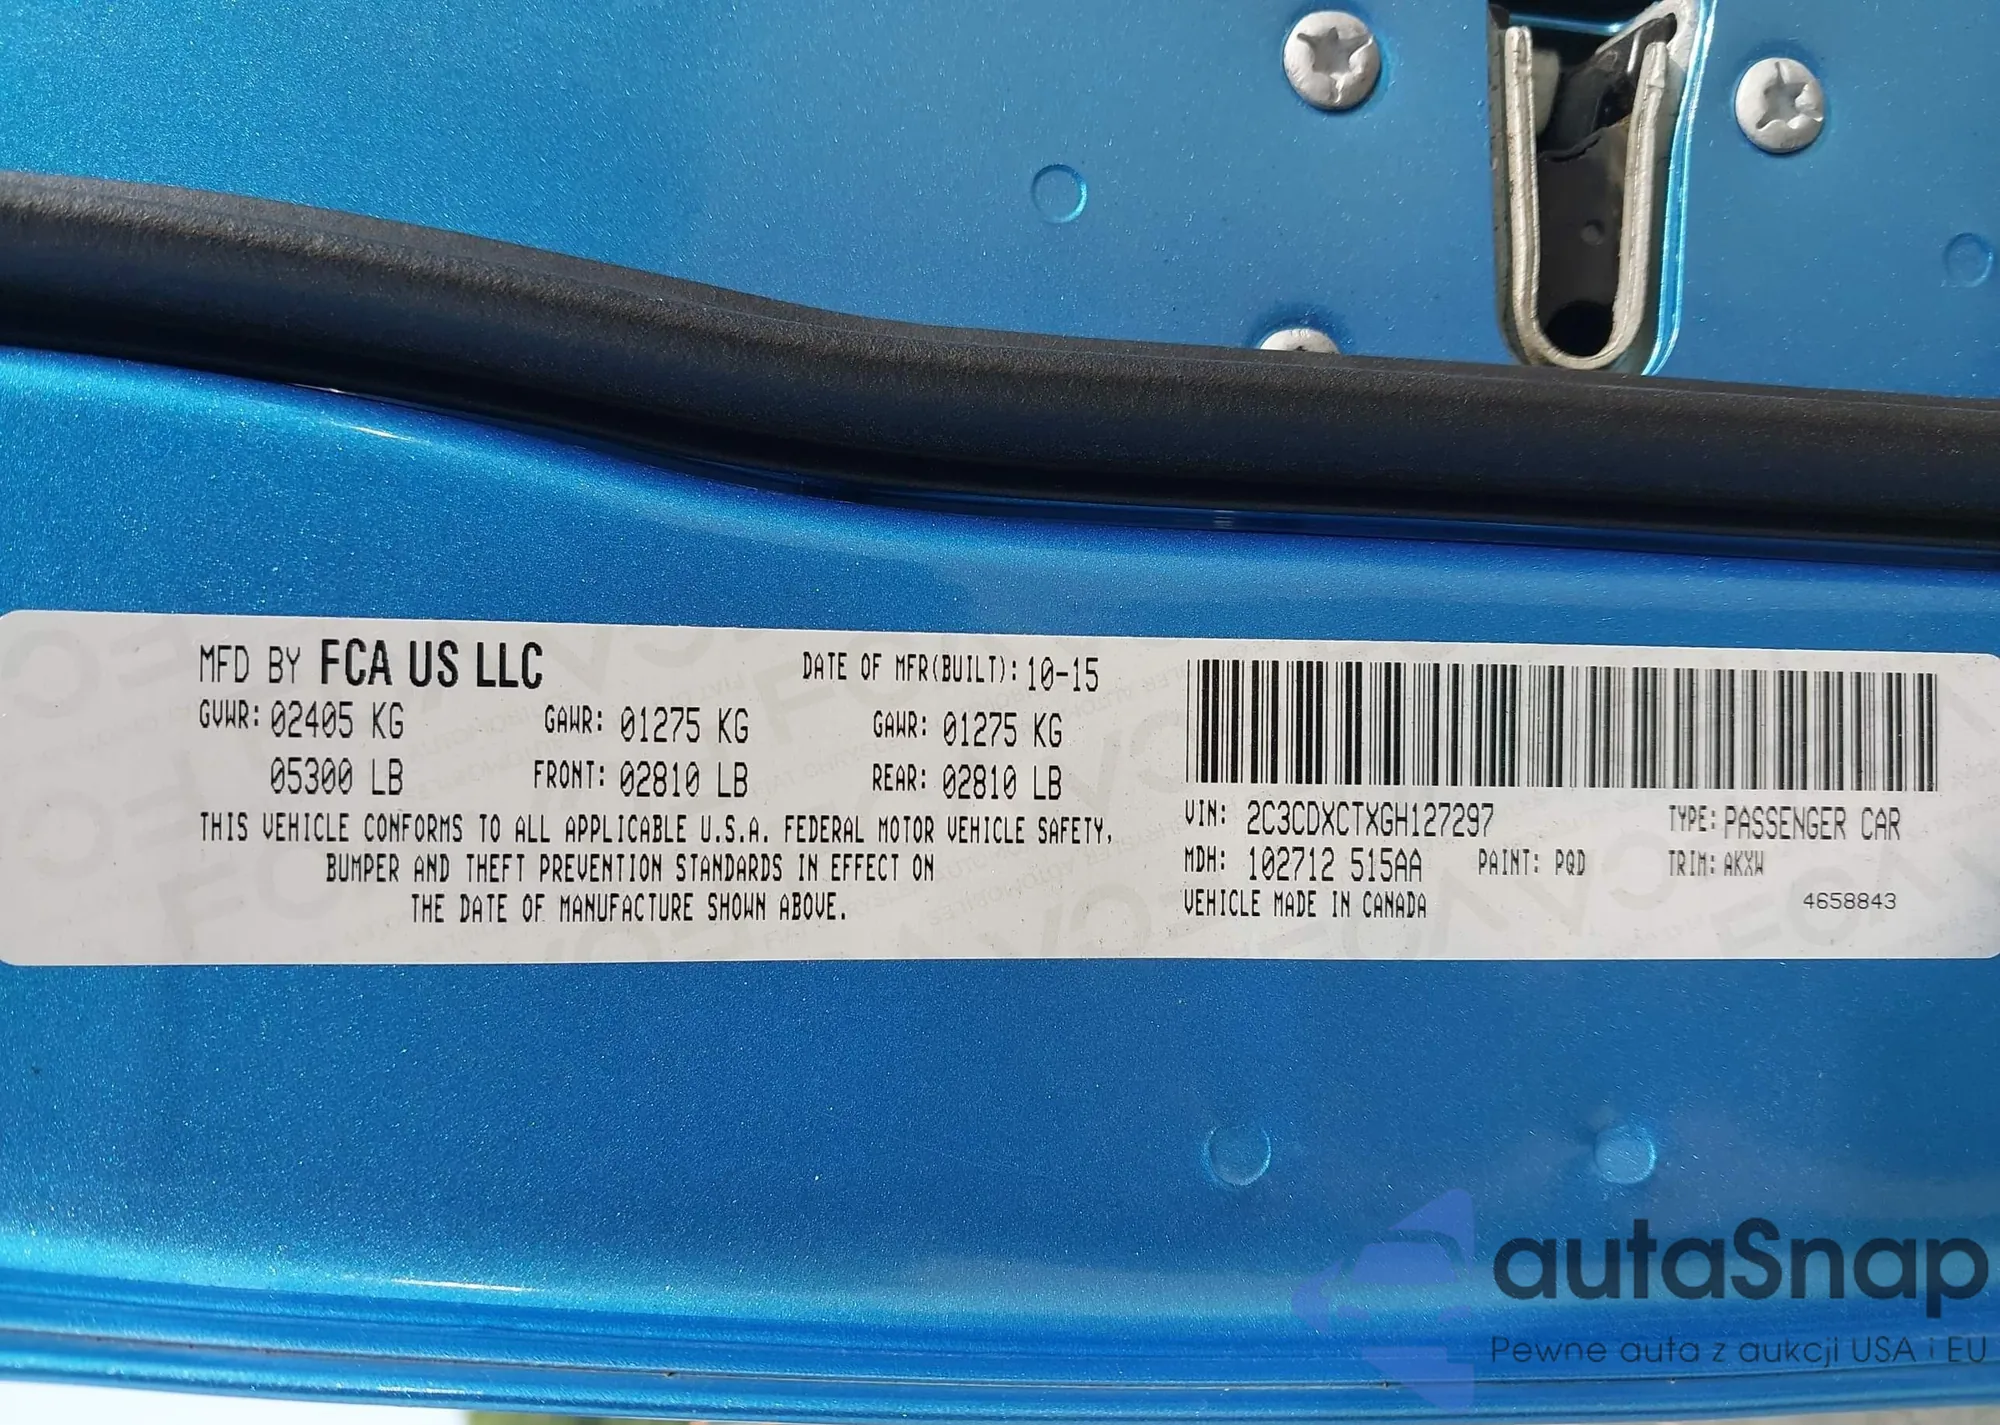 MFD BY FCA US LLC
DATE OF MFR(BUILT): 10-15
GVWR: 02405 KG GAWR: 01275 KG GAWR: 01275 KG
05300 LB FRONT: 02810 LB REAR: 02810 LB
THIS VEHICLE CONFORMS TO ALL APPLICABLE U.S.A. FEDERAL MOTOR VEHICLE SAFETY,
BUMPER AND THEFT PREVENTION STANDARDS IN EFFECT ON
THE DATE OF MANUFACTURE SHOWN ABOVE.
VIN: 2C3CDXCTXGH127297 TYPE: PASSENGER CAR
MDH: 102712 515AA PAINT: PQD TRIM: AKXW
VEHICLE MADE IN CANADA 4658843
autaSnap
Pewne auta z aukcji USA i EU